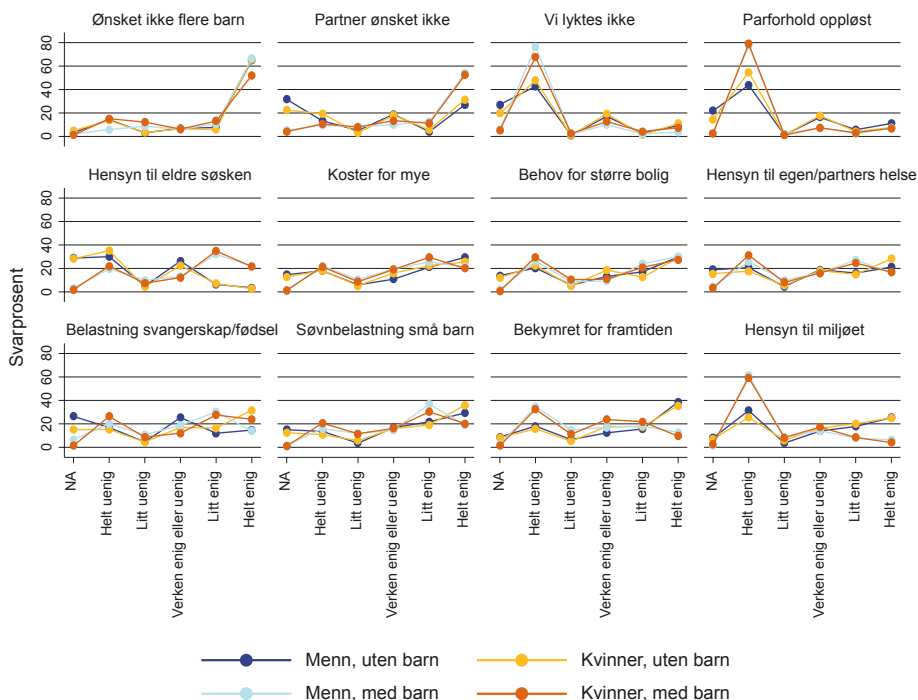 Ønsket ikke flere barn
Partner ønsket ikke
Vi lyktes ikke
Parforhold oppløst
0 20 40 60 80
Hensyn til eldre søsken
Koster for mye
Behov for større bolig
Hensyn til egen/partners helse
0 20 40 60 80
Belastning svangerskap/fødsel
Søvnbelastning små barn
Bekymret for framtiden
Hensyn til miljøet
0 20 40 60 80
Svarprosent
NA
Helt uenig
Litt uenig
Verken enig eller uenig
Litt enig
Helt enig
NA
Helt uenig
Litt uenig
Verken enig eller uenig
Litt enig
Helt enig
NA
Helt uenig
Litt uenig
Verken enig eller uenig
Litt enig
Helt enig
NA
Helt uenig
Litt uenig
Verken enig eller uenig
Litt enig
Helt enig
Menn, uten barn
Kvinner, uten barn
Menn, med barn
Kvinner, med barn